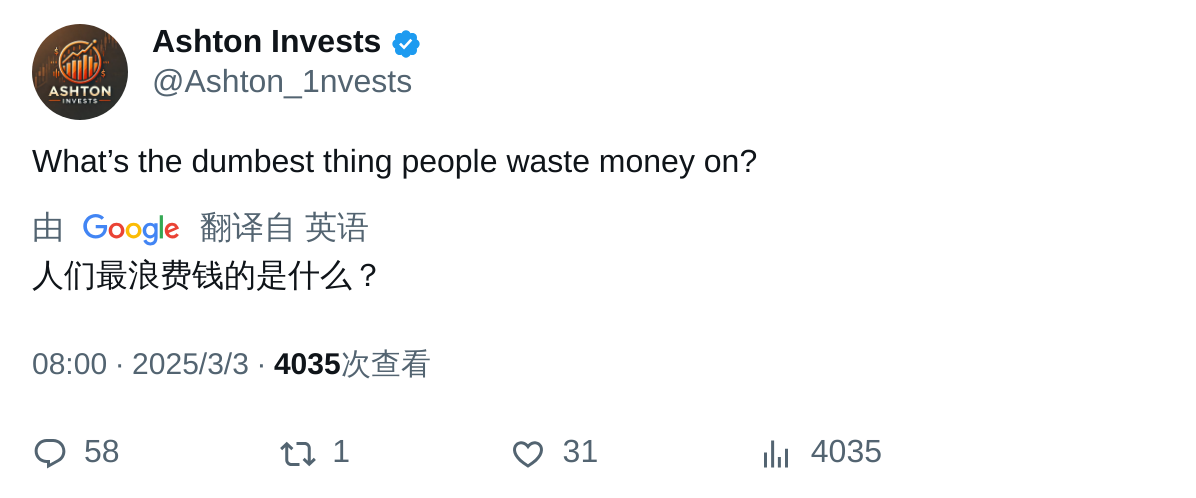 ASHTON
INVESTS
Ashton Invests
@Ashton_1nvests
What’s the dumbest thing people waste money on?
由 Google 翻译自 英语
人们最浪费钱的是什么？
08:00 · 2025/3/3 · 4035次查看
58 1 31 4035